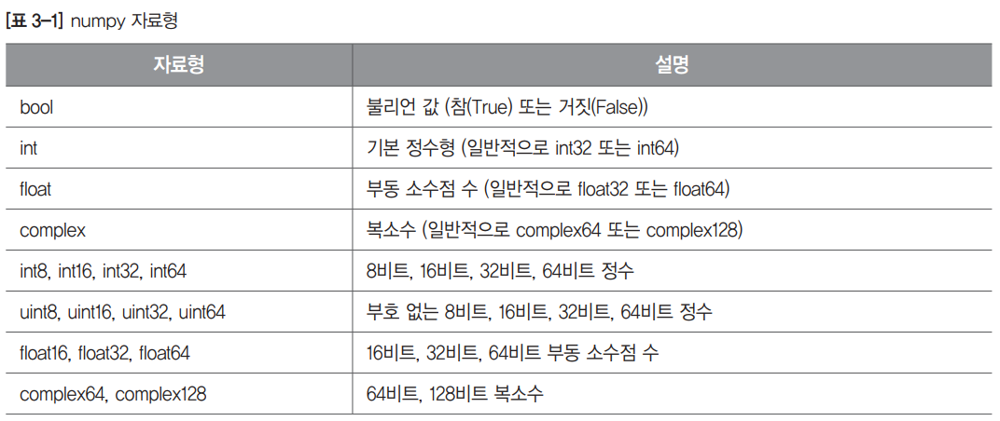 [표 3-1] numpy 자료형
자료형 설명
bool 불리언 값 (참(True) 또는 거짓(False))
int 기본 정수형 (일반적으로 int32 또는 int64)
float 부동 소수점 수 (일반적으로 float32 또는 float64)
complex 복소수 (일반적으로 complex64 또는 complex128)
int8, int16, int32, int64 8비트, 16비트, 32비트, 64비트 정수
uint8, uint16, uint32, uint64 부호 없는 8비트, 16비트, 32비트, 64비트 정수
float16, float32, float64 16비트, 32비트, 64비트 부동 소수점 수
complex64, complex128 64비트, 128비트 복소수